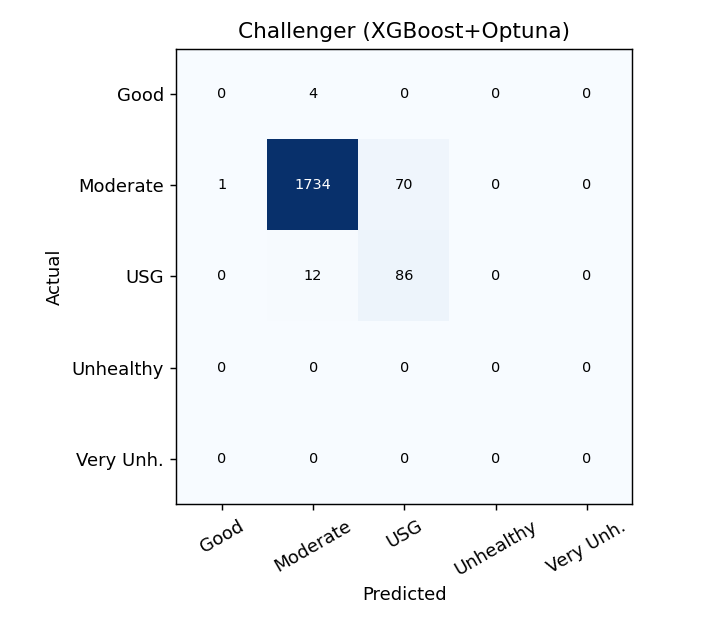 Challenger (XGBoost+Optuna)
Good 0 4 0 0 0
Moderate 1 1734 70 0 0
USG 0 12 86 0 0
Unhealthy 0 0 0 0 0
Very Unh. 0 0 0 0 0
Actual
Good Moderate USG Unhealthy Very Unh.
Predicted